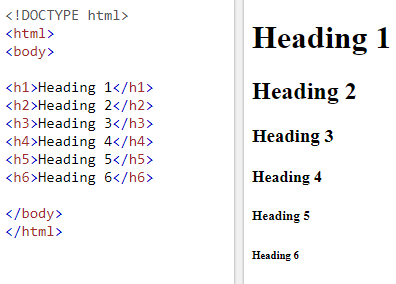 <!DOCTYPE html>
<html>
<body>
<h1>Heading 1</h1>
<h2>Heading 2</h2>
<h3>Heading 3</h3>
<h4>Heading 4</h4>
<h5>Heading 5</h5>
<h6>Heading 6</h6>
</body>
</html>
Heading 1
Heading 2
Heading 3
Heading 4
Heading 5
Heading 6